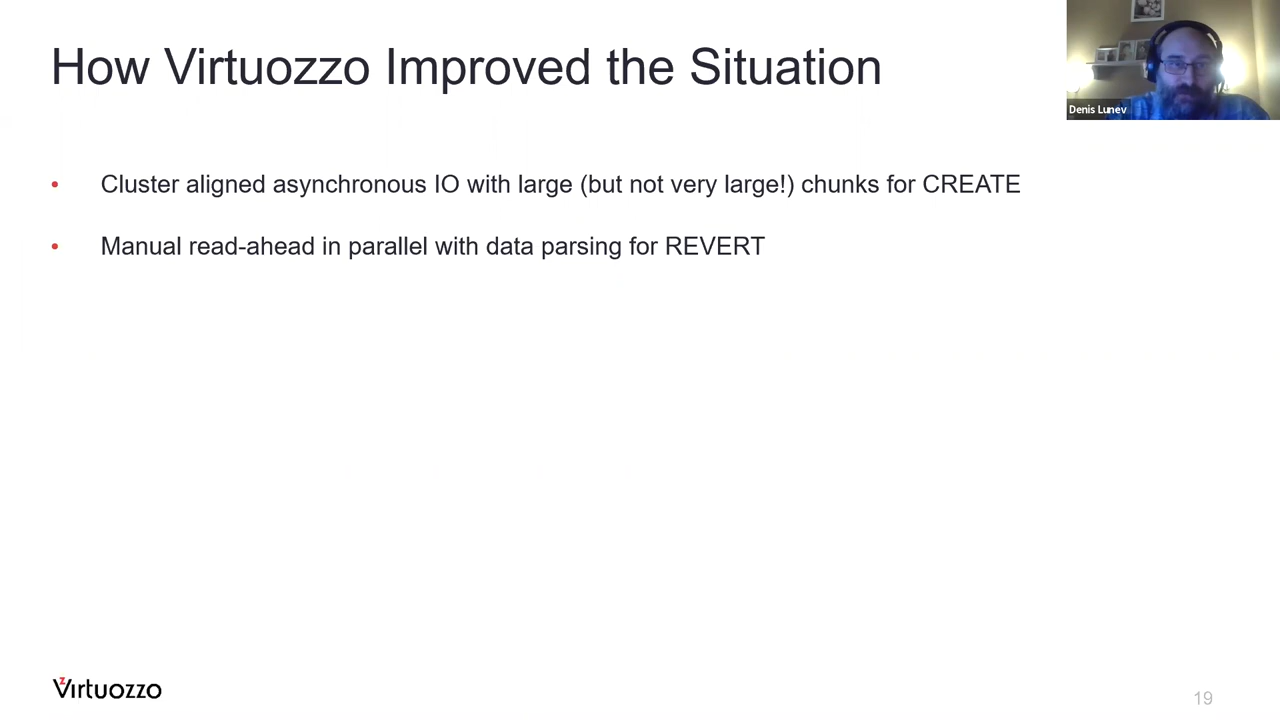 How Virtuozzo Improved the Situation
Denis Lunev
• Cluster aligned asynchronous IO with large (but not very large!) chunks for CREATE
• Manual read-ahead in parallel with data parsing for REVERT
Virtuozzo
19